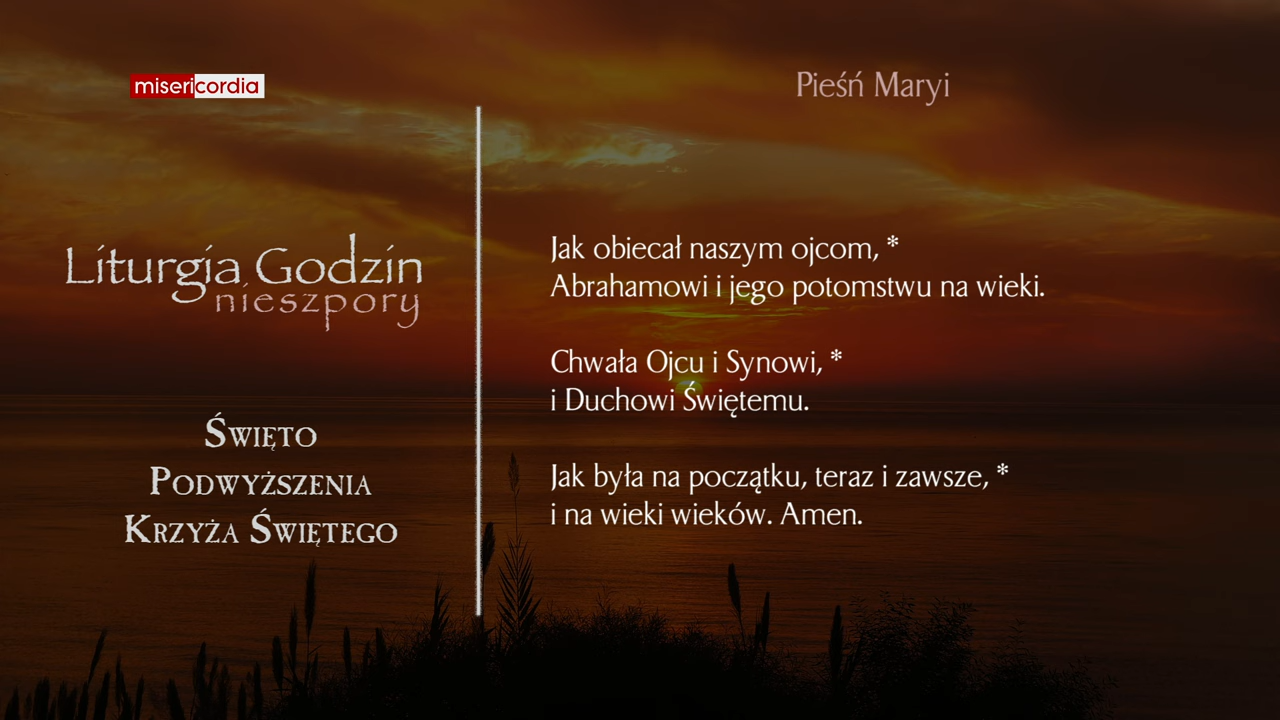 misericordia
Pieśń Maryi
Liturgia Godzin
nieszpory
Święto
Podwyższenia
Krzyża Świętego
Jak obiecał naszym ojcom, *
Abrahamowi i jego potomstwu na wieki.
Chwała Ojcu i Synowi, *
i Duchowi Świętemu.
Jak była na początku, teraz i zawsze, *
i na wieki wieków. Amen.